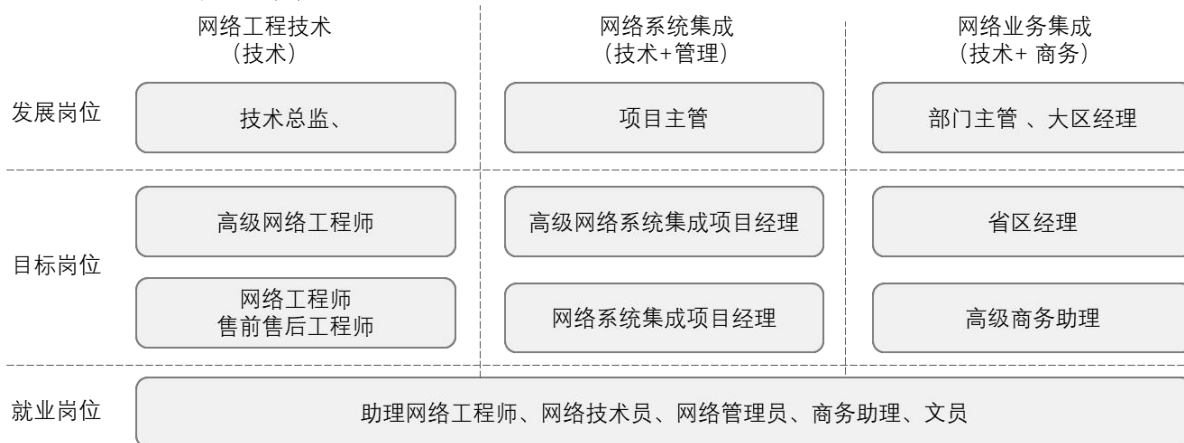 网络工程技术
（技术）
网络系统集成
（技术+管理）
网络业务集成
（技术+ 商务）
发展岗位
技术总监、
项目主管
部门主管 、大区经理
目标岗位
高级网络工程师
高级网络系统集成项目经理
省区经理
网络工程师
售前售后工程师
网络系统集成项目经理
高级商务助理
就业岗位
助理网络工程师、网络技术员、网络管理员、商务助理、文员